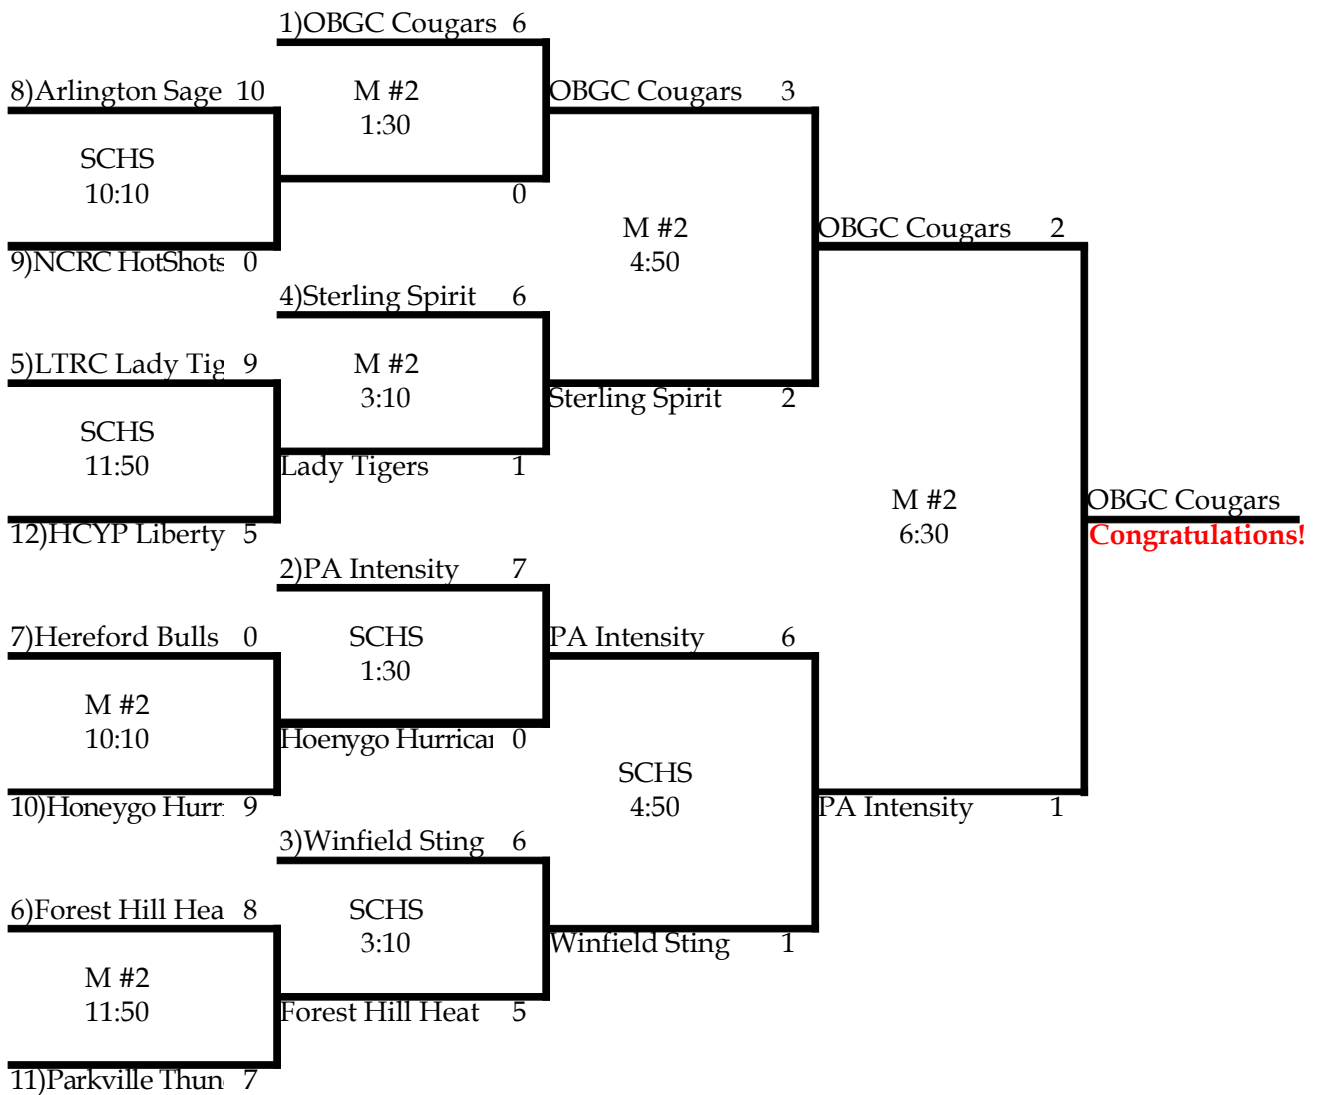 1)OBGC Cougars 6
8)Arlington Sage 10
M #2
1:30
OBGC Cougars 3
SCHS
10:10
0
9)NCRC HotShots 0
M #2
4:50
OBGC Cougars 2
4)Sterling Spirit 6
5)LTRC Lady Tig 9
M #2
3:10
Sterling Spirit 2
SCHS
11:50
Lady Tigers 1
12)HCYP Liberty 5
M #2
6:30
OBGC Cougars
Congratulations!
2)PA Intensity 7
7)Hereford Bulls 0
SCHS
1:30
PA Intensity 6
M #2
10:10
Hoenygo Hurrica 0
10)Honeygo Hurr 9
SCHS
4:50
PA Intensity 1
3)Winfield Sting 6
6)Forest Hill Hea 8
SCHS
3:10
Winfield Sting 1
M #2
11:50
Forest Hill Heat 5
11)Parkville Thun 7